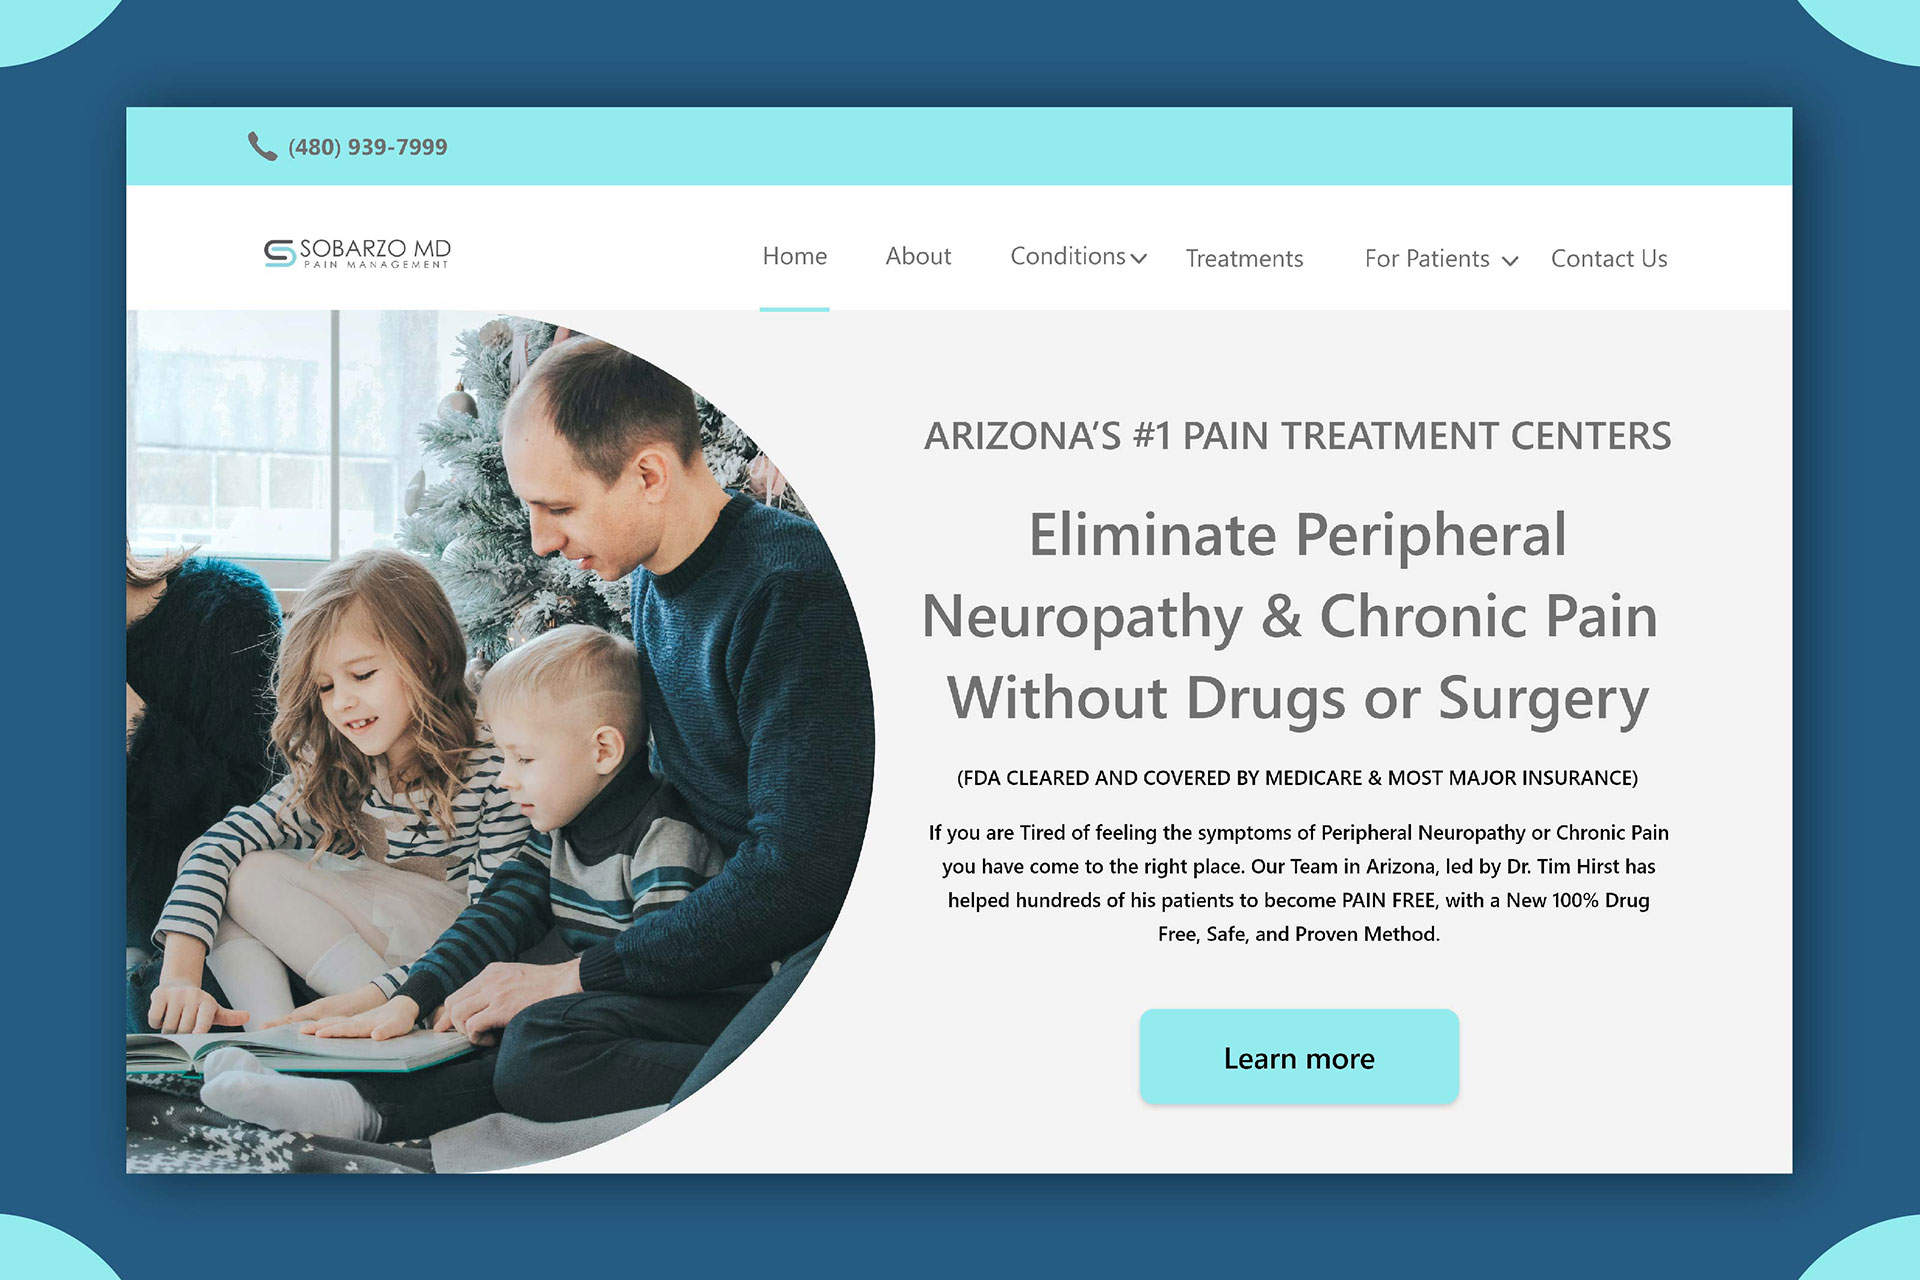 (480) 939-7999
SOBARZO MD
PAIN MANAGEMENT
Home About Conditions Treatments For Patients Contact Us
ARIZONA’S #1 PAIN TREATMENT CENTERS
Eliminate Peripheral
Neuropathy & Chronic Pain
Without Drugs or Surgery
(FDA CLEARED AND COVERED BY MEDICARE & MOST MAJOR INSURANCE)
If you are Tired of feeling the symptoms of Peripheral Neuropathy or Chronic Pain
you have come to the right place. Our Team in Arizona, led by Dr. Tim Hirst has
helped hundreds of his patients to become PAIN FREE, with a New 100% Drug
Free, Safe, and Proven Method.
Learn more